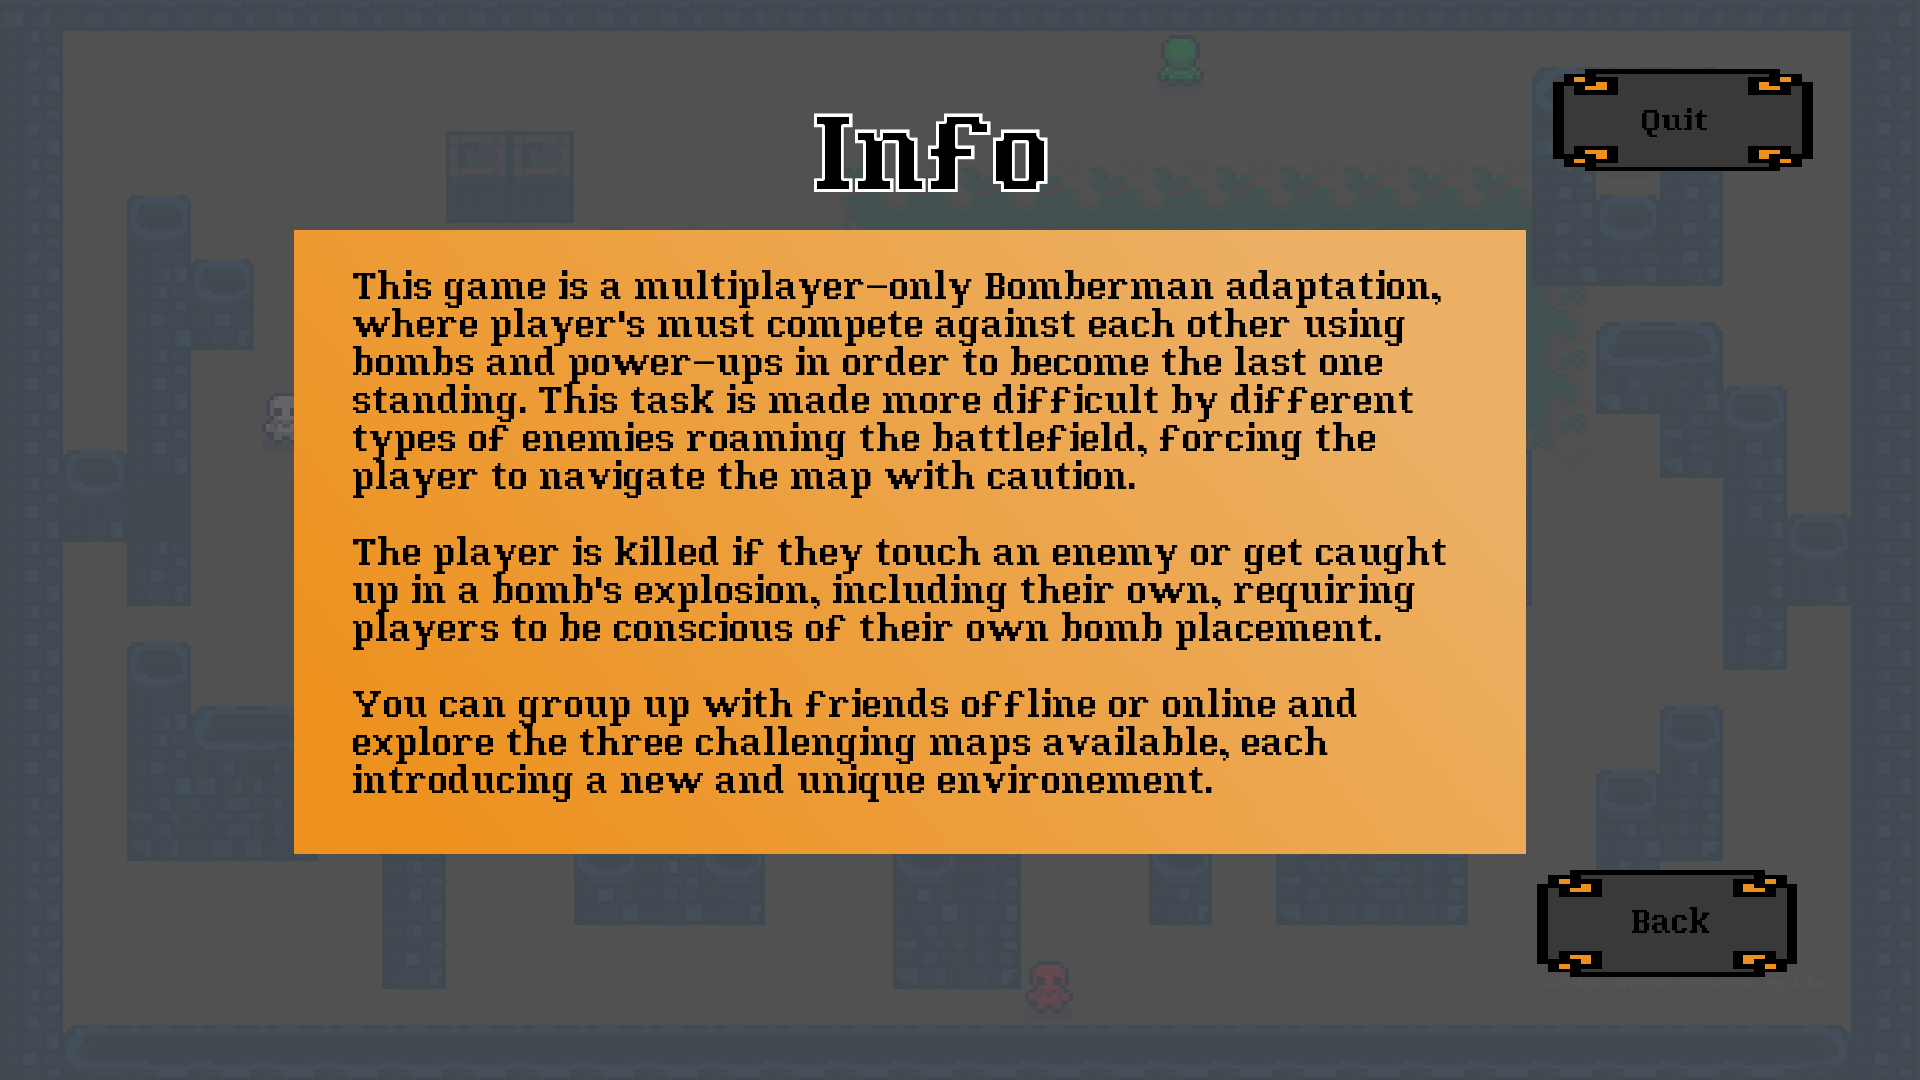 Info
Quit
This game is a multiplayer-only Bomberman adaptation,
where player's must compete against each other using
bombs and power-ups in order to become the last one
standing. This task is made more difficult by different
types of enemies roaming the battlefield, forcing the
player to navigate the map with caution.
The player is killed if they touch an enemy or get caught
up in a bomb's explosion, including their own, requiring
players to be conscious of their own bomb placement.
You can group up with friends offline or online and
explore the three challenging maps available, each
introducing a new and unique environement.
Back